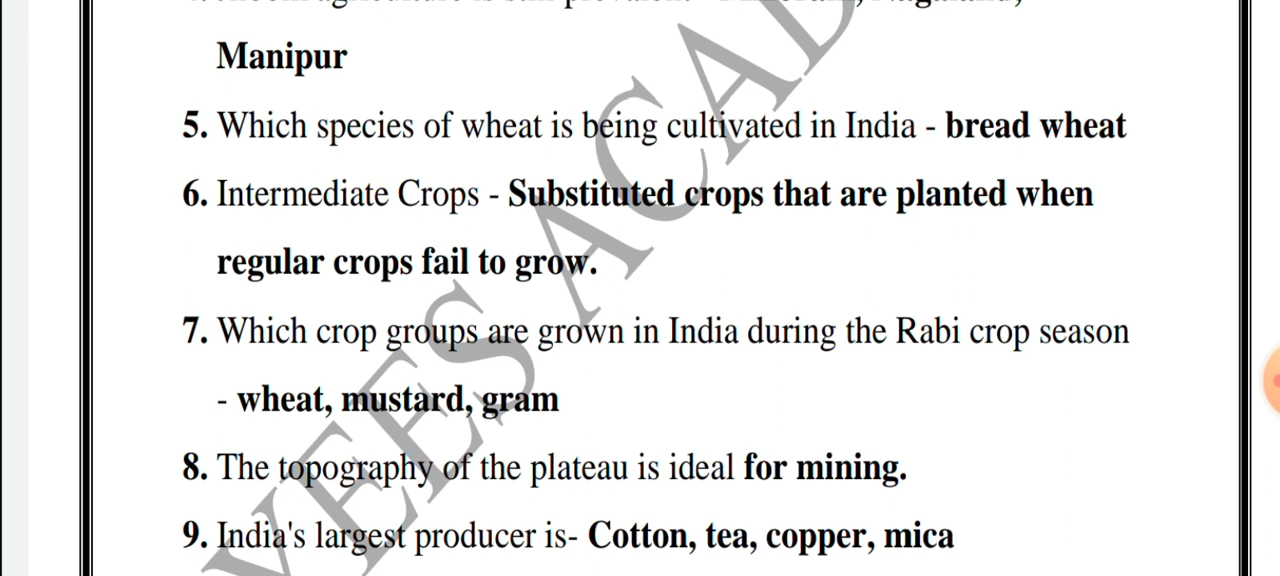 Manipur
5. Which species of wheat is being cultivated in India - bread wheat
6. Intermediate Crops - Substituted crops that are planted when
regular crops fail to grow.
7. Which crop groups are grown in India during the Rabi crop season
- wheat, mustard, gram
8. The topography of the plateau is ideal for mining.
9. India's largest producer is- Cotton, tea, copper, mica
VEES ACAD